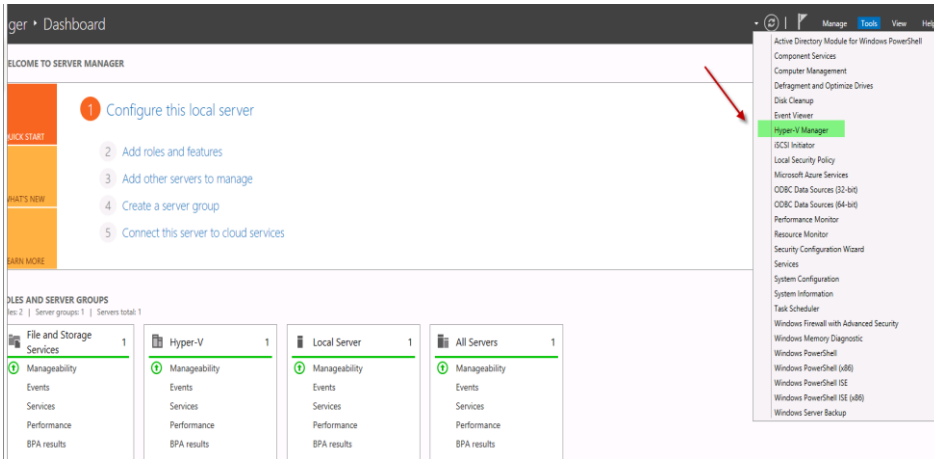 ger • Dashboard
Manage Tools View Help
ELCOME TO SERVER MANAGER
Active Directory Module for Windows PowerShell
Component Services
Computer Management
Defragment and Optimize Drives
Disk Cleanup
Event Viewer
Hyper-V Manager
iSCSI Initiator
Local Security Policy
Microsoft Azure Services
ODBC Data Sources (32-bit)
ODBC Data Sources (64-bit)
Performance Monitor
Resource Monitor
Security Configuration Wizard
Services
System Configuration
System Information
Task Scheduler
Windows Firewall with Advanced Security
Windows Memory Diagnostic
Windows PowerShell
Windows PowerShell (x86)
Windows PowerShell ISE
Windows PowerShell ISE (x86)
Windows Server Backup
QUICK START
WHAT'S NEW
EARN MORE
1 Configure this local server
2 Add roles and features
3 Add other servers to manage
4 Create a server group
5 Connect this server to cloud services
OLES AND SERVER GROUPS
les: 2 | Server groups: 1 | Servers total: 1
File and Storage
Services 1
Manageability
Events
Services
Performance
BPA results
Hyper-V 1
Manageability
Events
Services
Performance
BPA results
Local Server 1
Manageability
Events
Services
Performance
BPA results
All Servers 1
Manageability
Events
Services
Performance
BPA results